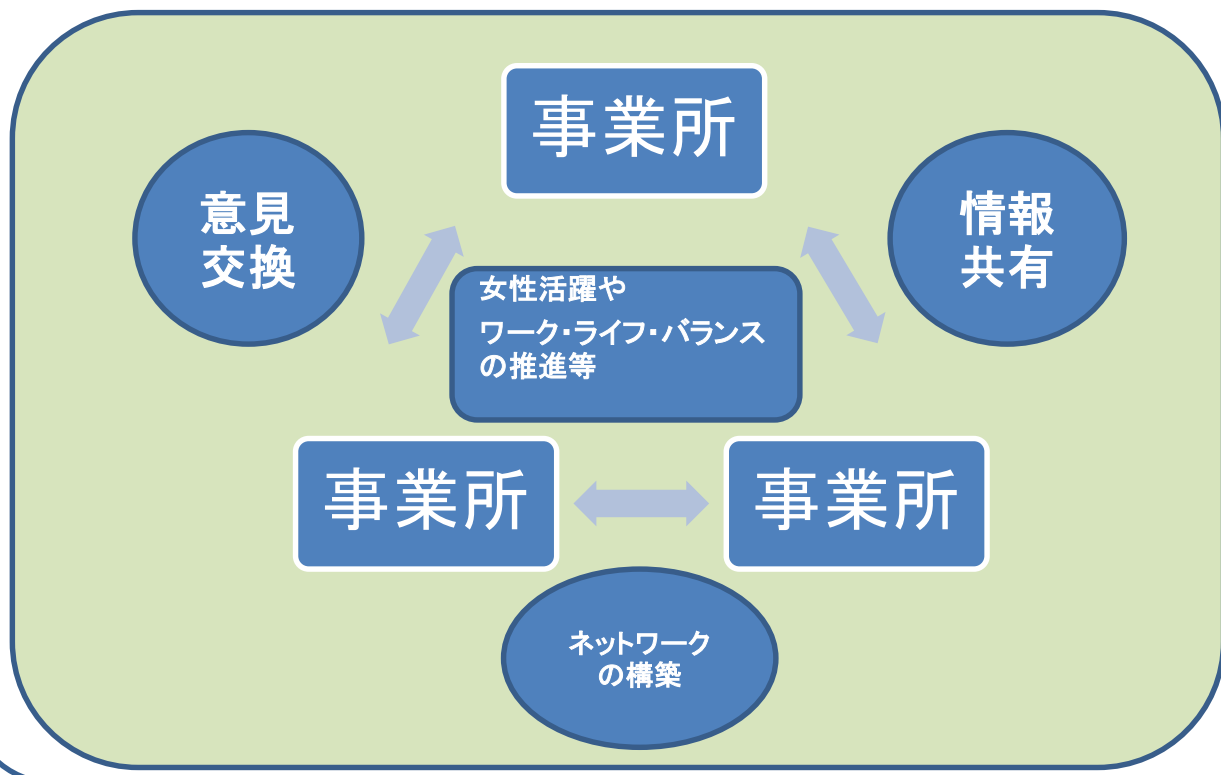 事業所
意見
交換
情報
共有
女性活躍や
ワーク・ライフ・バランス
の推進等
事業所
事業所
ネットワーク
の構築